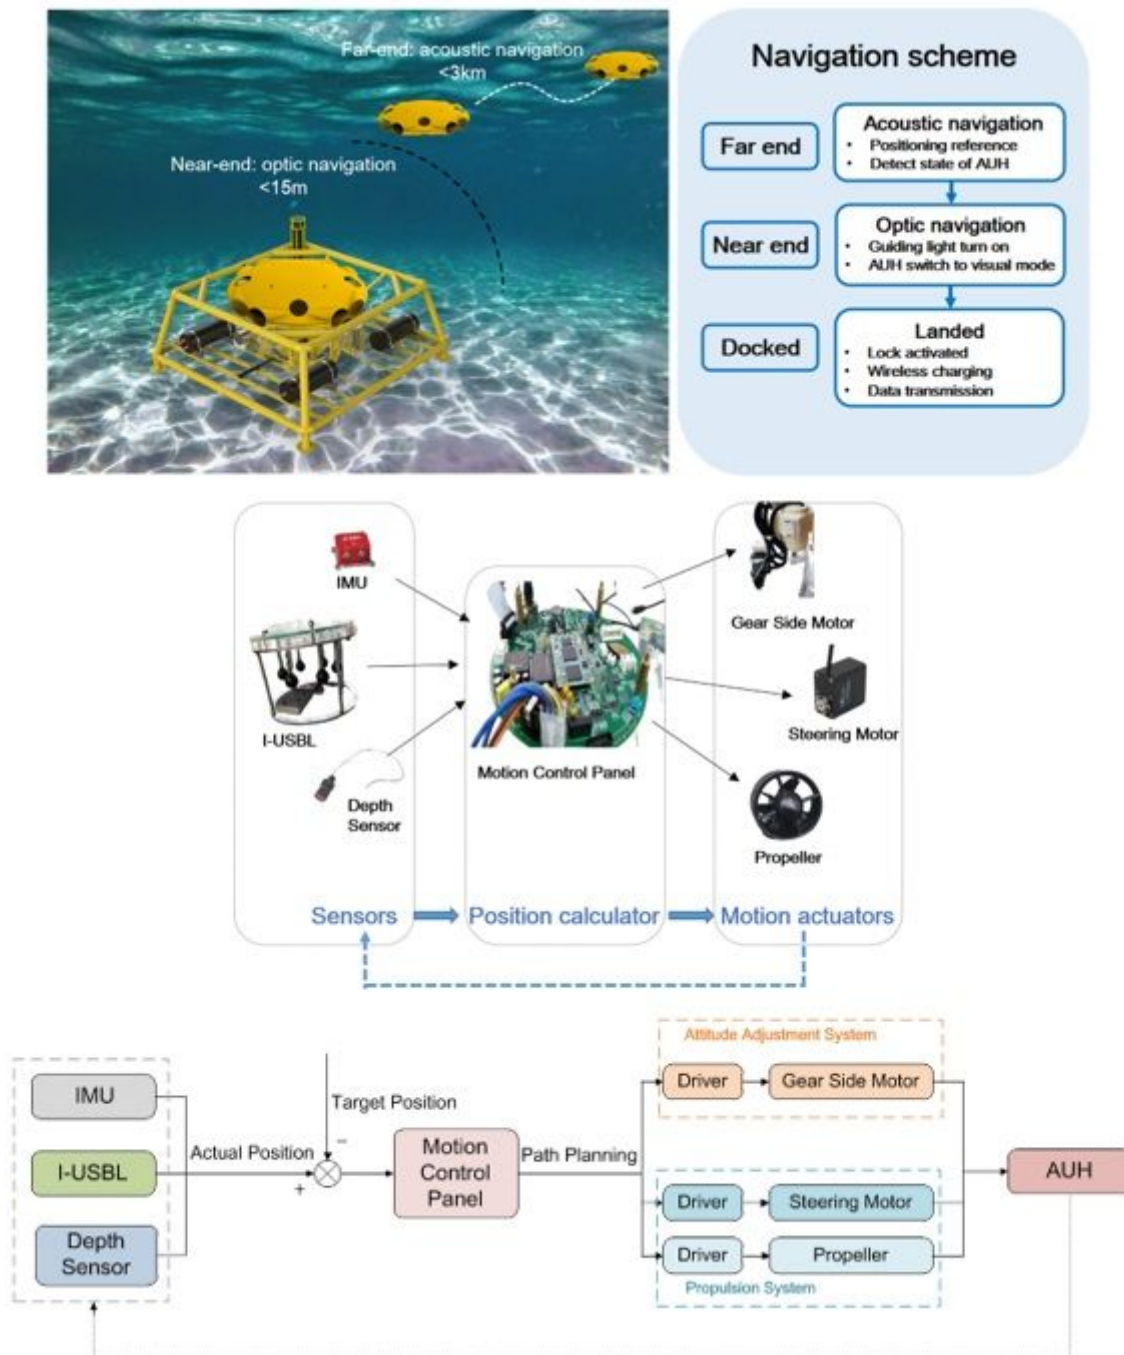 Far-end: acoustic navigation
<3km
Near-end: optic navigation
<15m
Navigation scheme
Far end
Acoustic navigation
• Positioning reference
• Detect state of AUH
Near end
Optic navigation
• Guiding light turn on
• AUH switch to visual mode
Docked
Landed
• Lock activated
• Wireless charging
• Data transmission
IMU
I-USBL
Depth
Sensor
Motion Control Panel
Gear Side Motor
Steering Motor
Propeller
Sensors
Position calculator
Motion actuators
IMU
I-USBL
Depth
Sensor
Actual Position
+
Target Position
−
Motion
Control
Panel
Path Planning
Attitude Adjustment System
Driver
Gear Side Motor
Driver
Steering Motor
Driver
Propeller
Propulsion System
AUH